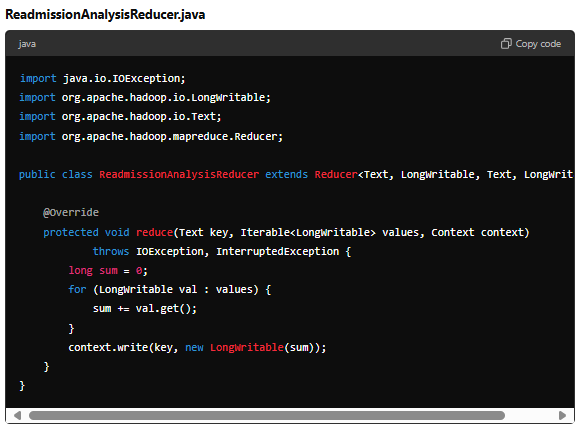 ReadmissionAnalysisReducer.java
java
Copy code
import java.io.IOException;
import org.apache.hadoop.io.LongWritable;
import org.apache.hadoop.io.Text;
import org.apache.hadoop.mapreduce.Reducer;
public class ReadmissionAnalysisReducer extends Reducer<Text, LongWritable, Text, LongWrit
@Override
protected void reduce(Text key, Iterable<LongWritable> values, Context context)
throws IOException, InterruptedException {
long sum = 0;
for (LongWritable val : values) {
sum += val.get();
}
context.write(key, new LongWritable(sum));
}
}